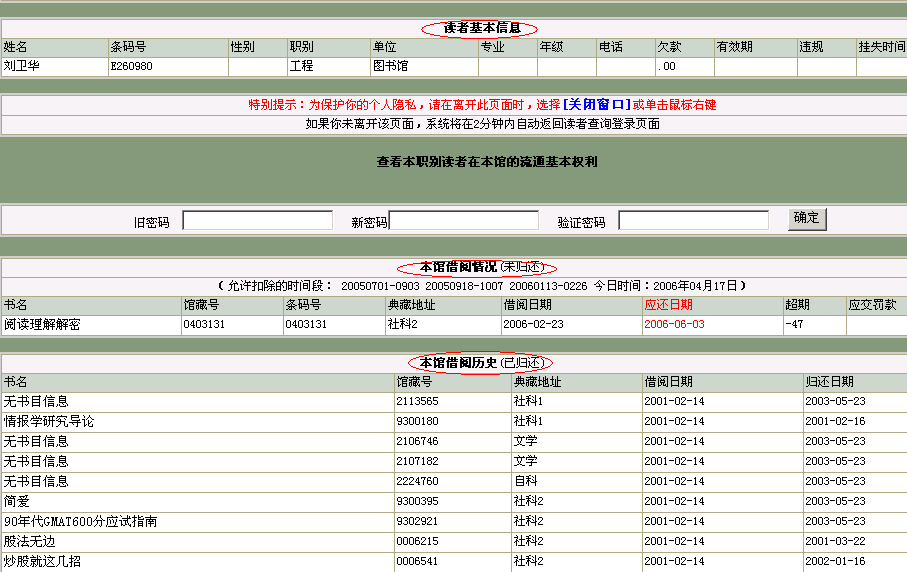 读者基本信息
姓名 条码号 性别 职别 单位 专业 年级 电话 欠款 有效期 违规 挂失时间
刘卫华 E260980 工程 图书馆 .00
特别提示：为保护你的个人隐私，请在离开此页面时，选择[关闭窗口]或单击鼠标右键
如果你未离开该页面，系统将在2分钟内自动返回读者查询登录页面
查看本职别读者在本馆的流通基本权利
旧密码 新密码 验证密码 确定
本馆借阅情况(未归还)
( 允许扣除的时间段： 20050701-0903 20050918-1007 20060113-0226 今日时间：2006年04月17日)
书名 馆藏号 条码号 典藏地址 借阅日期 应还日期 超期 应交罚款
阅读理解解密 0403131 0403131 社科2 2006-02-23 2006-06-03 -47
本馆借阅历史(已归还)
书名 馆藏号 典藏地址 借阅日期 归还日期
无书目信息 2113565 社科1 2001-02-14 2003-05-23
情报学研究导论 9300180 社科1 2001-02-14 2001-02-16
无书目信息 2106746 文学 2001-02-14 2003-05-23
无书目信息 2107182 文学 2001-02-14 2003-05-23
无书目信息 2224760 自科 2001-02-14 2003-05-23
简爱 9300395 社科2 2001-02-14 2003-05-23
90年代GMAT600分应试指南 9302921 社科2 2001-02-14 2003-05-23
股法无边 0006215 社科2 2001-02-14 2001-03-22
炒股就这几招 0006541 社科2 2001-02-14 2002-01-16